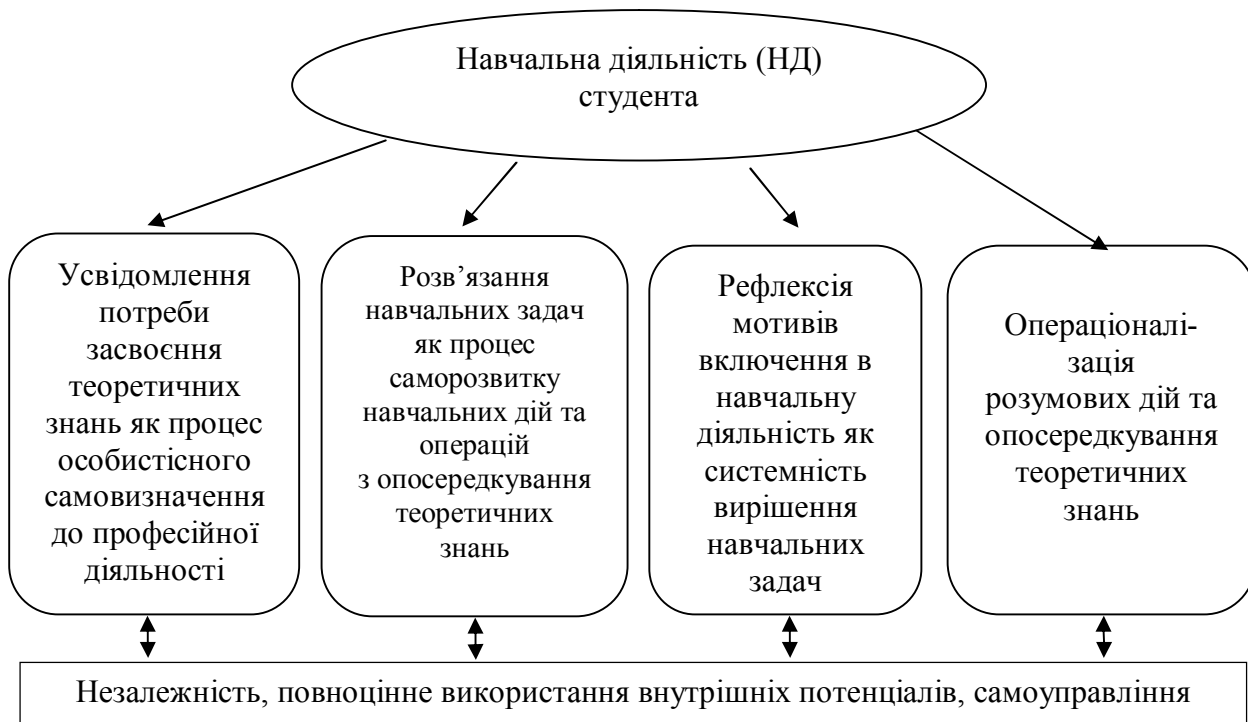 Навчальна діяльність (НД)
студента
Усвідомлення
потреби
засвоєння
теоретичних
знань як процес
особистісного
самовизначення
до професійної
діяльності
Розв’язання
навчальних задач
як процес
саморозвитку
навчальних дій та
операцій
з опосередкування
теоретичних
знань
Рефлексія
мотивів
включення в
навчальну
діяльність як
системність
вирішення
навчальних
задач
Операціоналі-
зація
розумових дій та
опосередкування
теоретичних
знань
Незалежність, повноцінне використання внутрішніх потенціалів, самоуправління